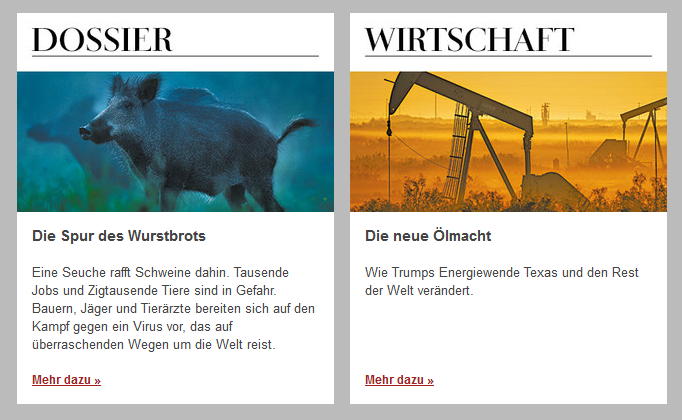 DOSSIER
Die Spur des Wurstbrots
Eine Seuche rafft Schweine dahin. Tausende
Jobs und Zigtausende Tiere sind in Gefahr.
Bauern, Jäger und Tierärzte bereiten sich auf den
Kampf gegen ein Virus vor, das auf
überraschenden Wegen um die Welt reist.
Mehr dazu »
WIRTSCHAFT
Die neue Ölmacht
Wie Trumps Energiewende Texas und den Rest
der Welt verändert.
Mehr dazu »